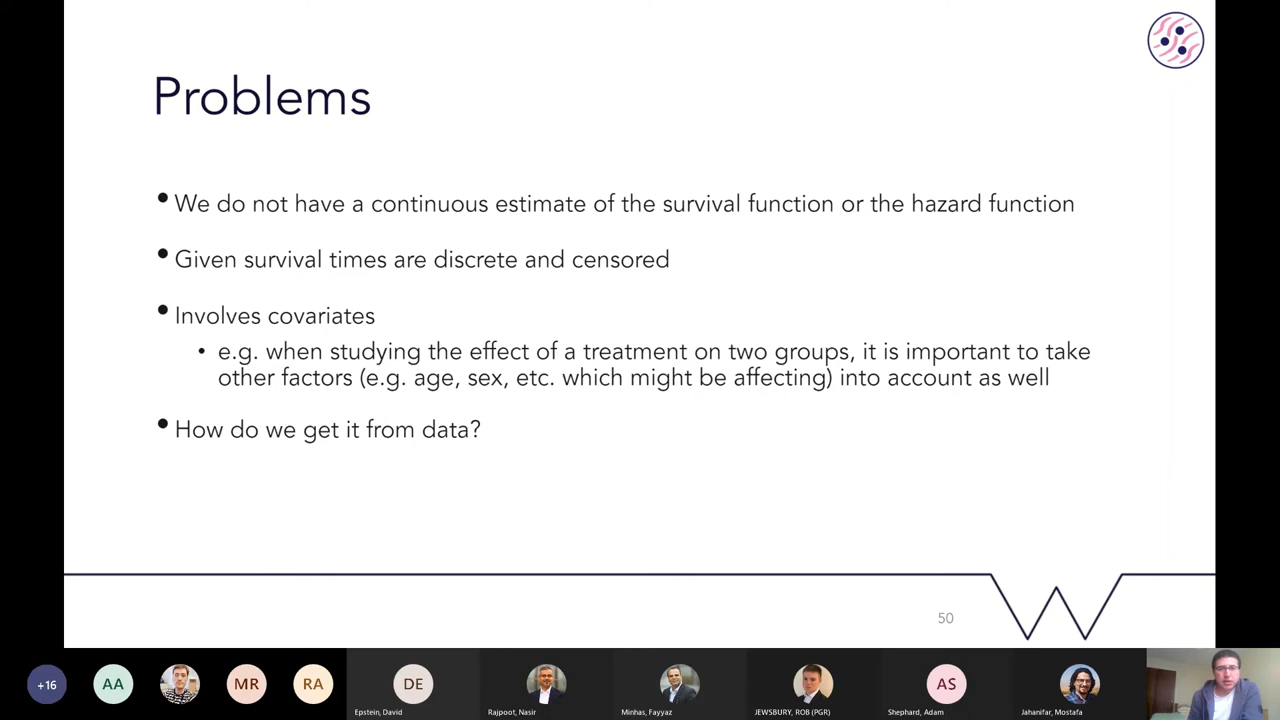 Problems
• We do not have a continuous estimate of the survival function or the hazard function
• Given survival times are discrete and censored
• Involves covariates
• e.g. when studying the effect of a treatment on two groups, it is important to take
other factors (e.g. age, sex, etc. which might be affecting) into account as well
• How do we get it from data?
50
+16
AA
MR
RA
DE
AS
Epstein, David
Rajpoot, Nasir
Minhas, Fayyaz
JEWSBURY, ROB (PGR)
Shephard, Adam
Jahanifar, Mostafa